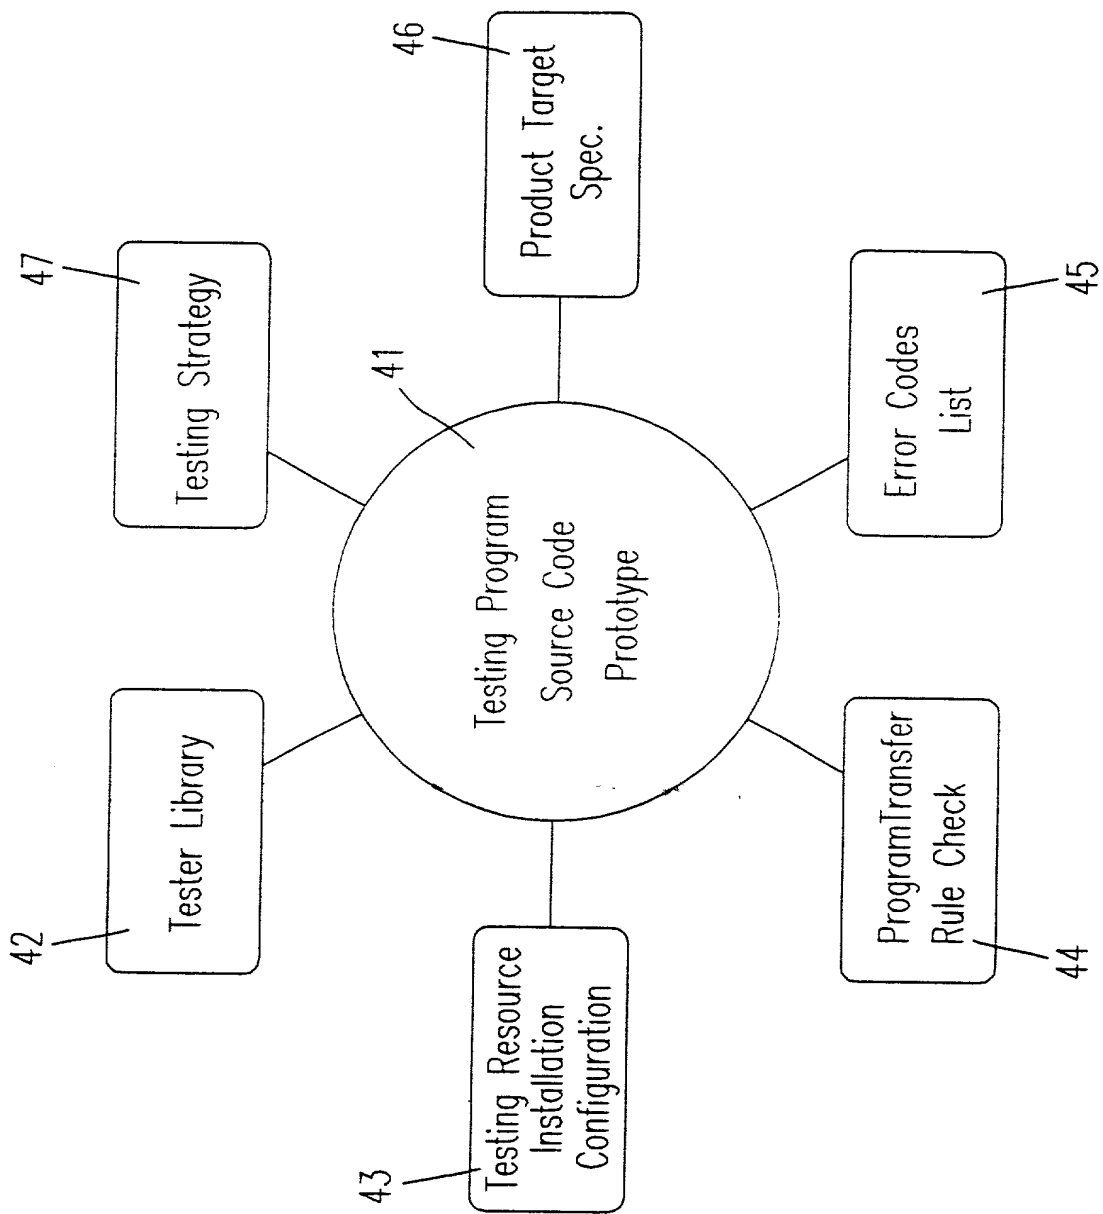 42
Tester Library
47
Testing Strategy
43
Testing Resource
Installation
Configuration
41
Testing Program
Source Code
Prototype
46
Product Target
Spec.
44
ProgramTransfer
Rule Check
45
Error Codes
List